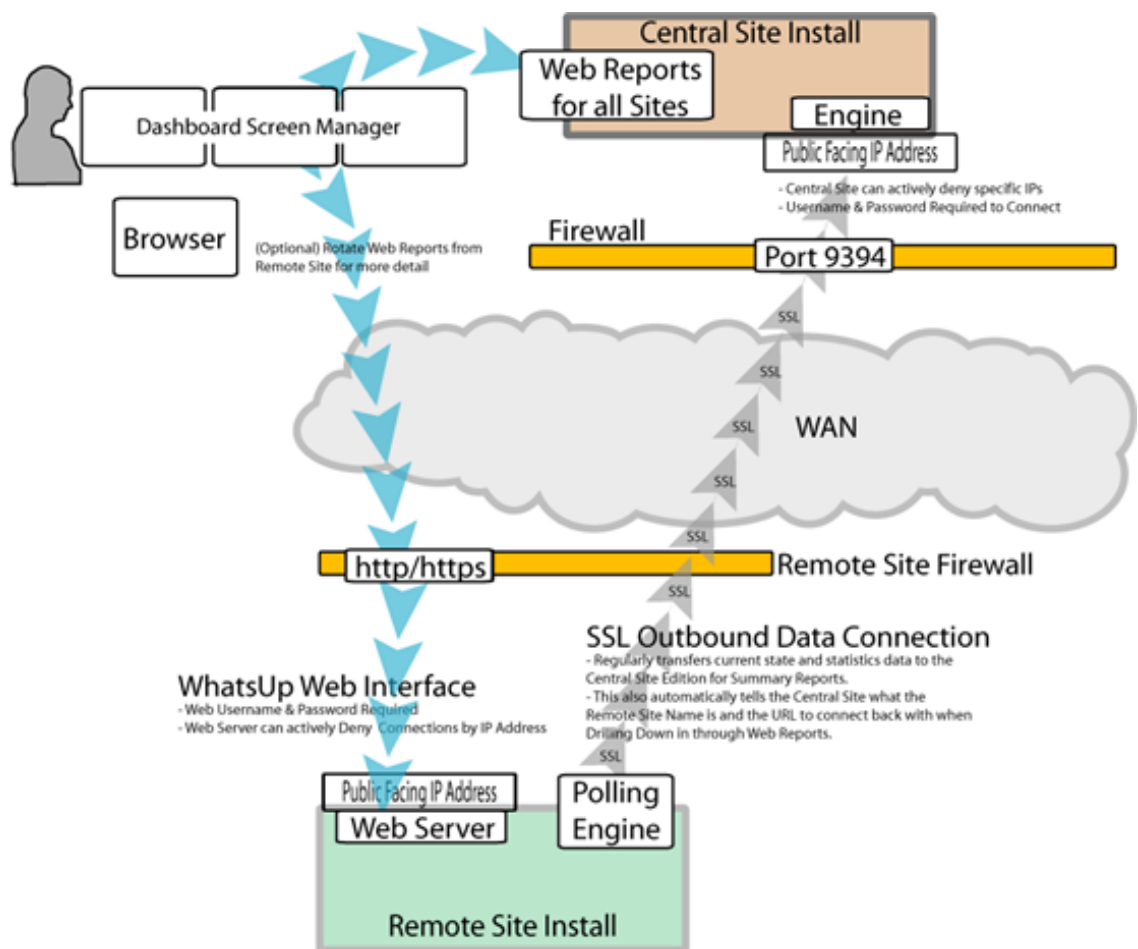 Central Site Install
Web Reports
for all Sites
Engine
Public Facing IP Address
- Central Site can actively deny specific IPs
- Username & Password Required to Connect
Dashboard Screen Manager
Browser
(Optional) Rotate Web Reports from
Remote Site for more detail
Firewall
Port 9394
SSL
SSL
WAN
SSL
SSL
SSL
http/https
Remote Site Firewall
SSL
SSL Outbound Data Connection
- Regularly transfers current state and statistics data to the
Central Site Edition for Summary Reports.
- This also automatically tells the Central Site what the
Remote Site Name is and the URL to connect back with when
Drilling Down in through Web Reports.
WhatsUp Web Interface
- Web Username & Password Required
- Web Server can actively Deny Connections by IP Address
SSL
Public Facing IP Address
Web Server
Polling
Engine
Remote Site Install